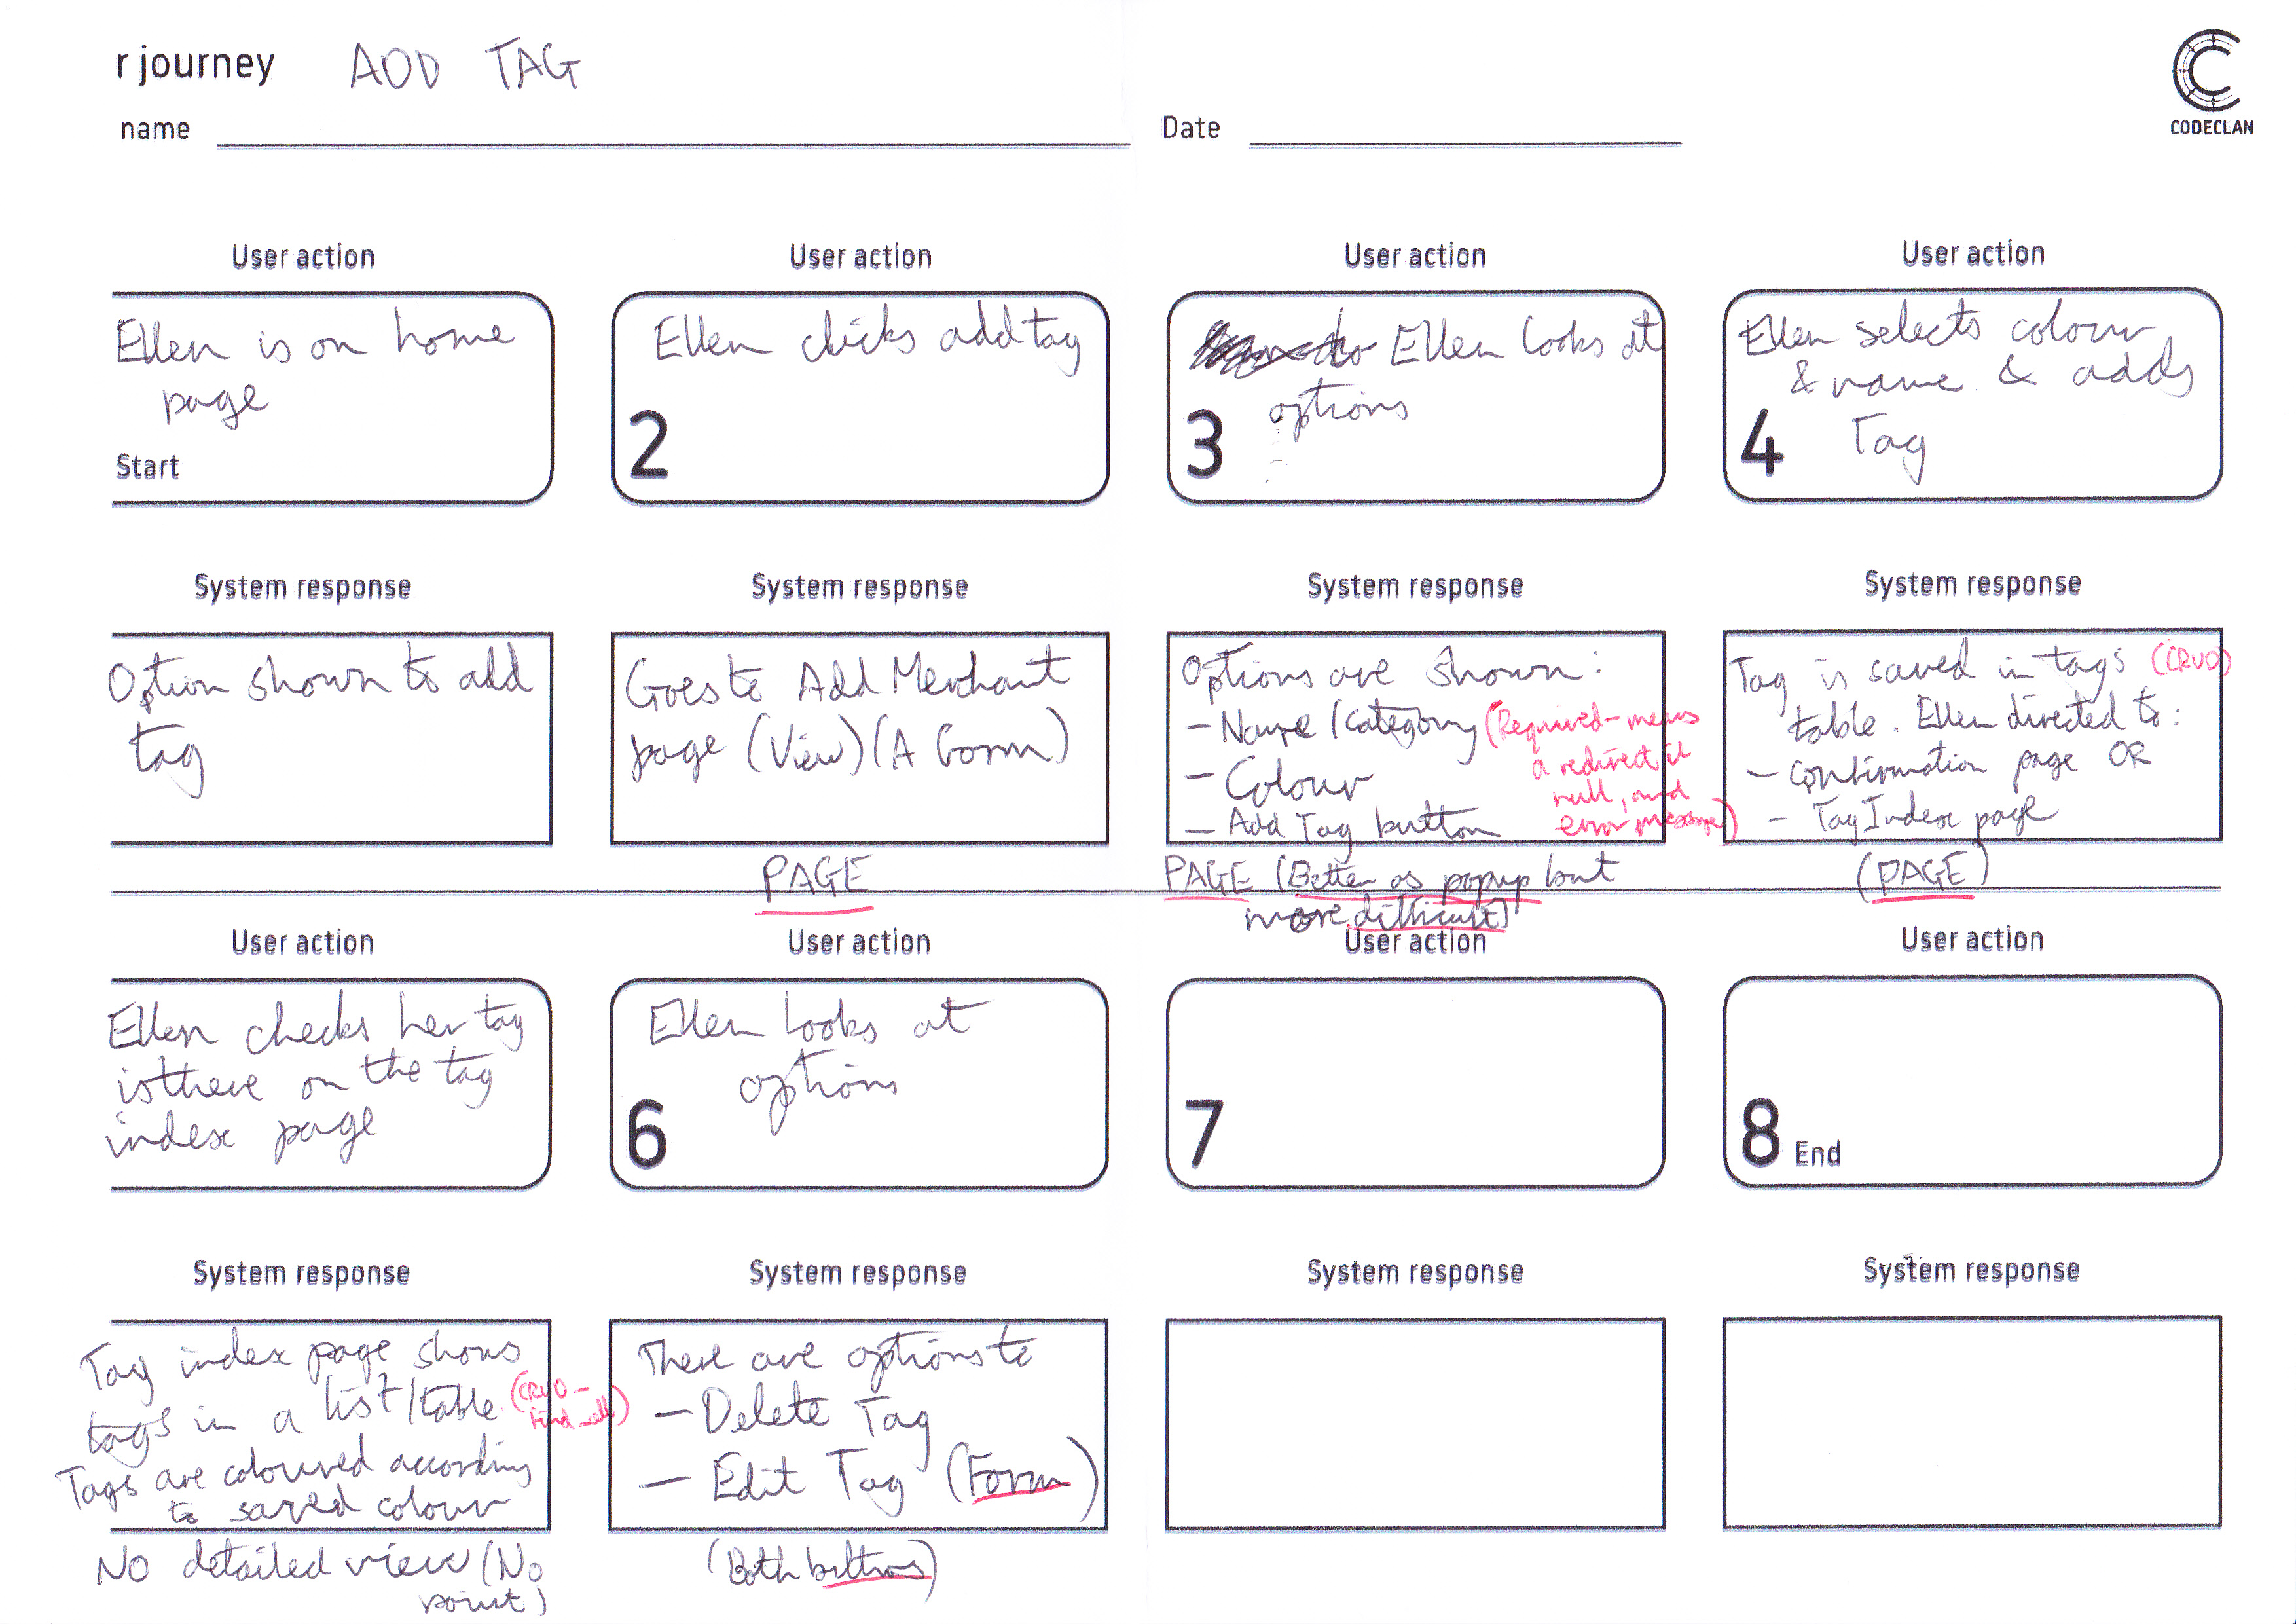 r journey ADD TAG
name
Date
CODECLAN
User action
Ellen is on home
page
Start
User action
Ellen clicks add tag
2
User action
Ellen looks at
options
3
User action
Ellen selects colour
& name & adds
Tag
4
System response
Option shown to add
tag
System response
Goes to Add Merchant
page (View) (A Form)
PAGE
System response
Options are shown:
- Name / Category (Required - means
a redirect if
null, and
error message)
- Colour
- Add Tag button
PAGE (Better as popup but
more difficult)
System response
Tag is saved in tags (CRUD)
table. Ellen directed to:
- Confirmation page OR
- Tag Index page
(PAGE)
User action
Ellen checks her tag
is there on the tag
index page
User action
Ellen looks at
options
6
User action
7
User action
8 End
System response
Tag index page shows
tags in a list / table. (CRUD -
find_all)
Tags are coloured according
to saved colour
No detailed view (No
point)
System response
There are options to
- Delete Tag
- Edit Tag (Form)
(Both buttons)
System response
System response